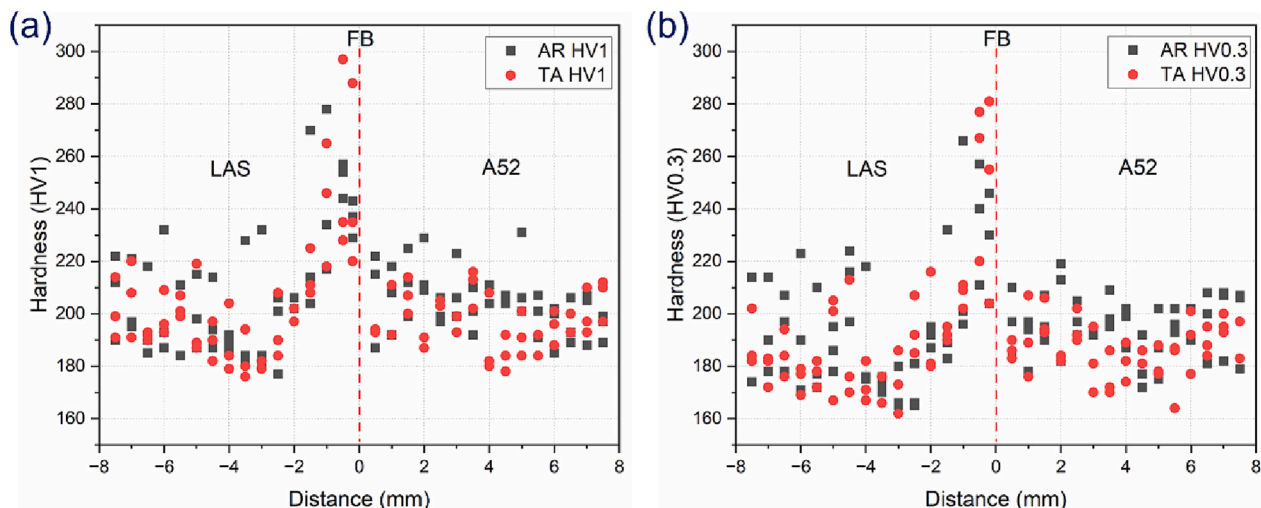 (a)
FB
AR HV1
TA HV1
LAS
A52
Hardness (HV1)
300
280
260
240
220
200
180
160
−8
−6
−4
−2
0
2
4
6
8
Distance (mm)
(b)
FB
AR HV0.3
TA HV0.3
LAS
A52
Hardness (HV0.3)
300
280
260
240
220
200
180
160
−8
−6
−4
−2
0
2
4
6
8
Distance (mm)